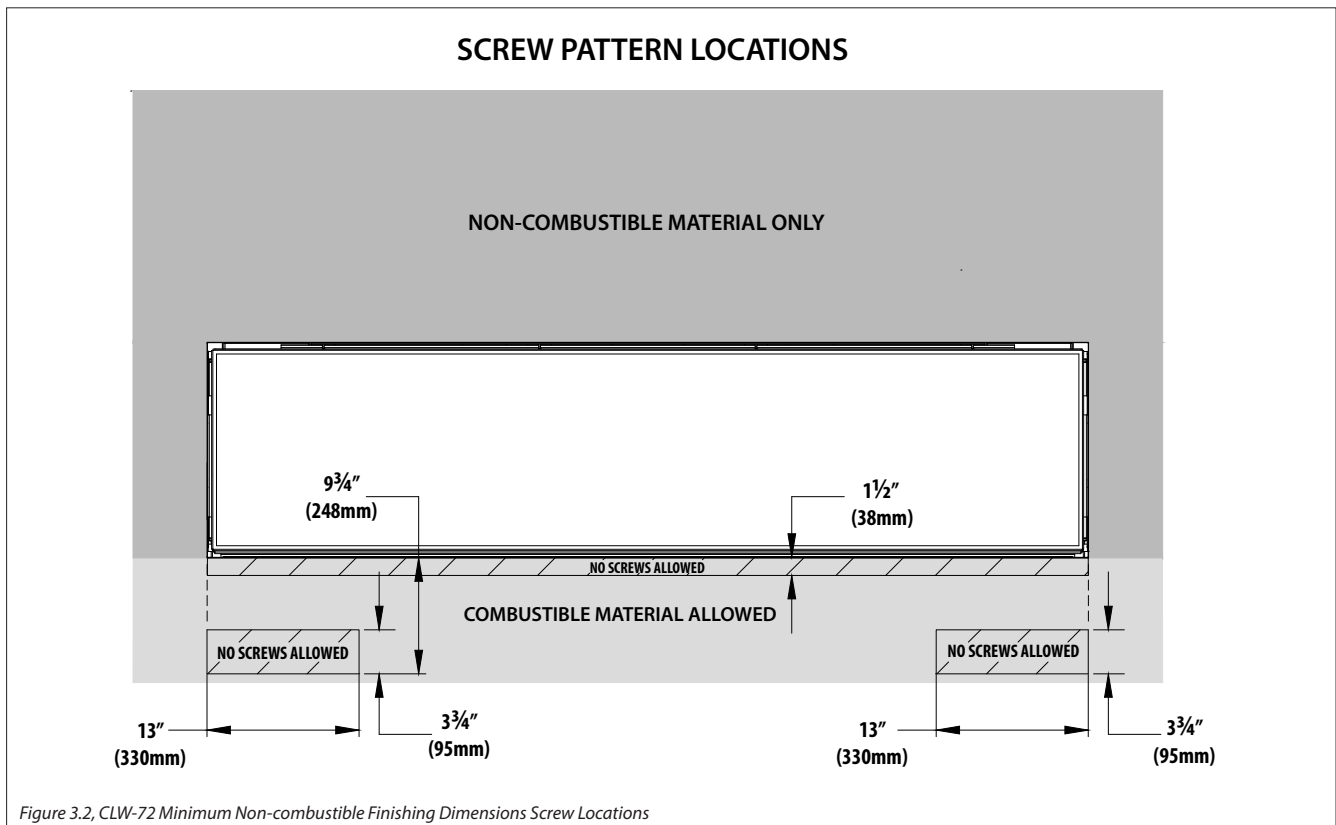 SCREW PATTERN LOCATIONS
NON-COMBUSTIBLE MATERIAL ONLY
9¾"
(248mm)
1½"
(38mm)
NO SCREWS ALLOWED
COMBUSTIBLE MATERIAL ALLOWED
NO SCREWS ALLOWED
NO SCREWS ALLOWED
13"
(330mm)
3¾"
(95mm)
13"
(330mm)
3¾"
(95mm)
Figure 3.2, CLW-72 Minimum Non-combustible Finishing Dimensions Screw Locations